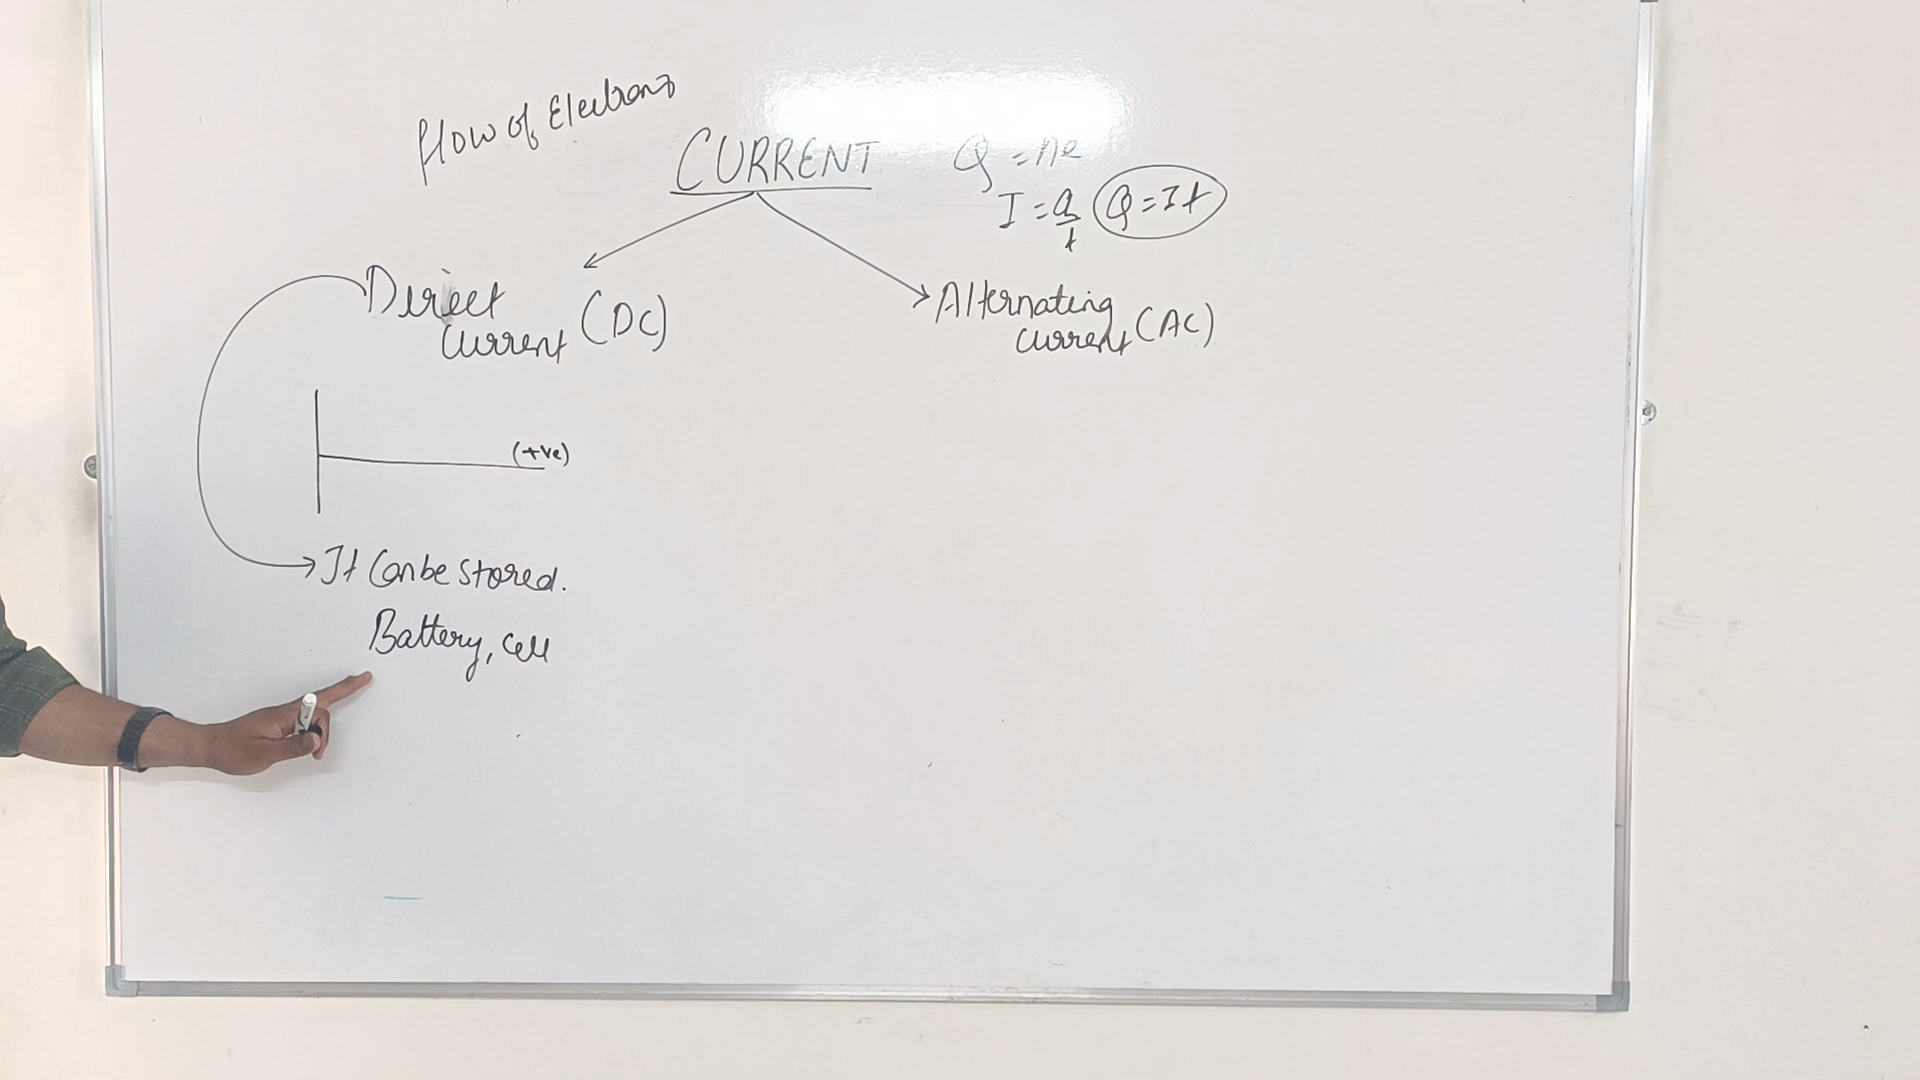 Flow of Electrons
CURRENT
Q = ne
I = Q/t Q = It
Direct
Current (DC)
Alternating
Current (AC)
(+ve)
It Can be stored.
Battery, Cell